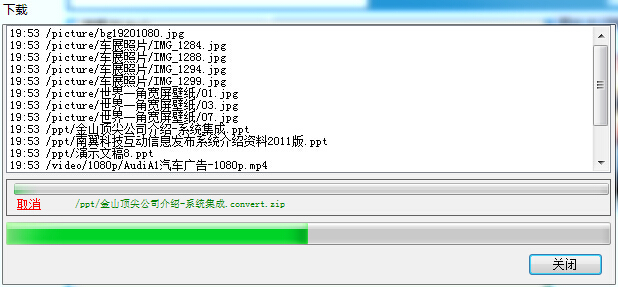 下载
19:53 /picture/bg19201080.jpg
19:53 /picture/车展照片/IMG_1284.jpg
19:53 /picture/车展照片/IMG_1288.jpg
19:53 /picture/车展照片/IMG_1294.jpg
19:53 /picture/车展照片/IMG_1299.jpg
19:53 /picture/世界一角宽屏壁纸/01.jpg
19:53 /picture/世界一角宽屏壁纸/03.jpg
19:53 /picture/世界一角宽屏壁纸/07.jpg
19:53 /ppt/金山顶尖公司介绍-系统集成.ppt
19:53 /ppt/南翼科技互动信息发布系统介绍资料2011版.ppt
19:53 /ppt/演示文稿8.ppt
19:53 /video/1080p/AudiA1汽车广告-1080p.mp4
取消 /ppt/金山顶尖公司介绍-系统集成.convert.zip
关闭